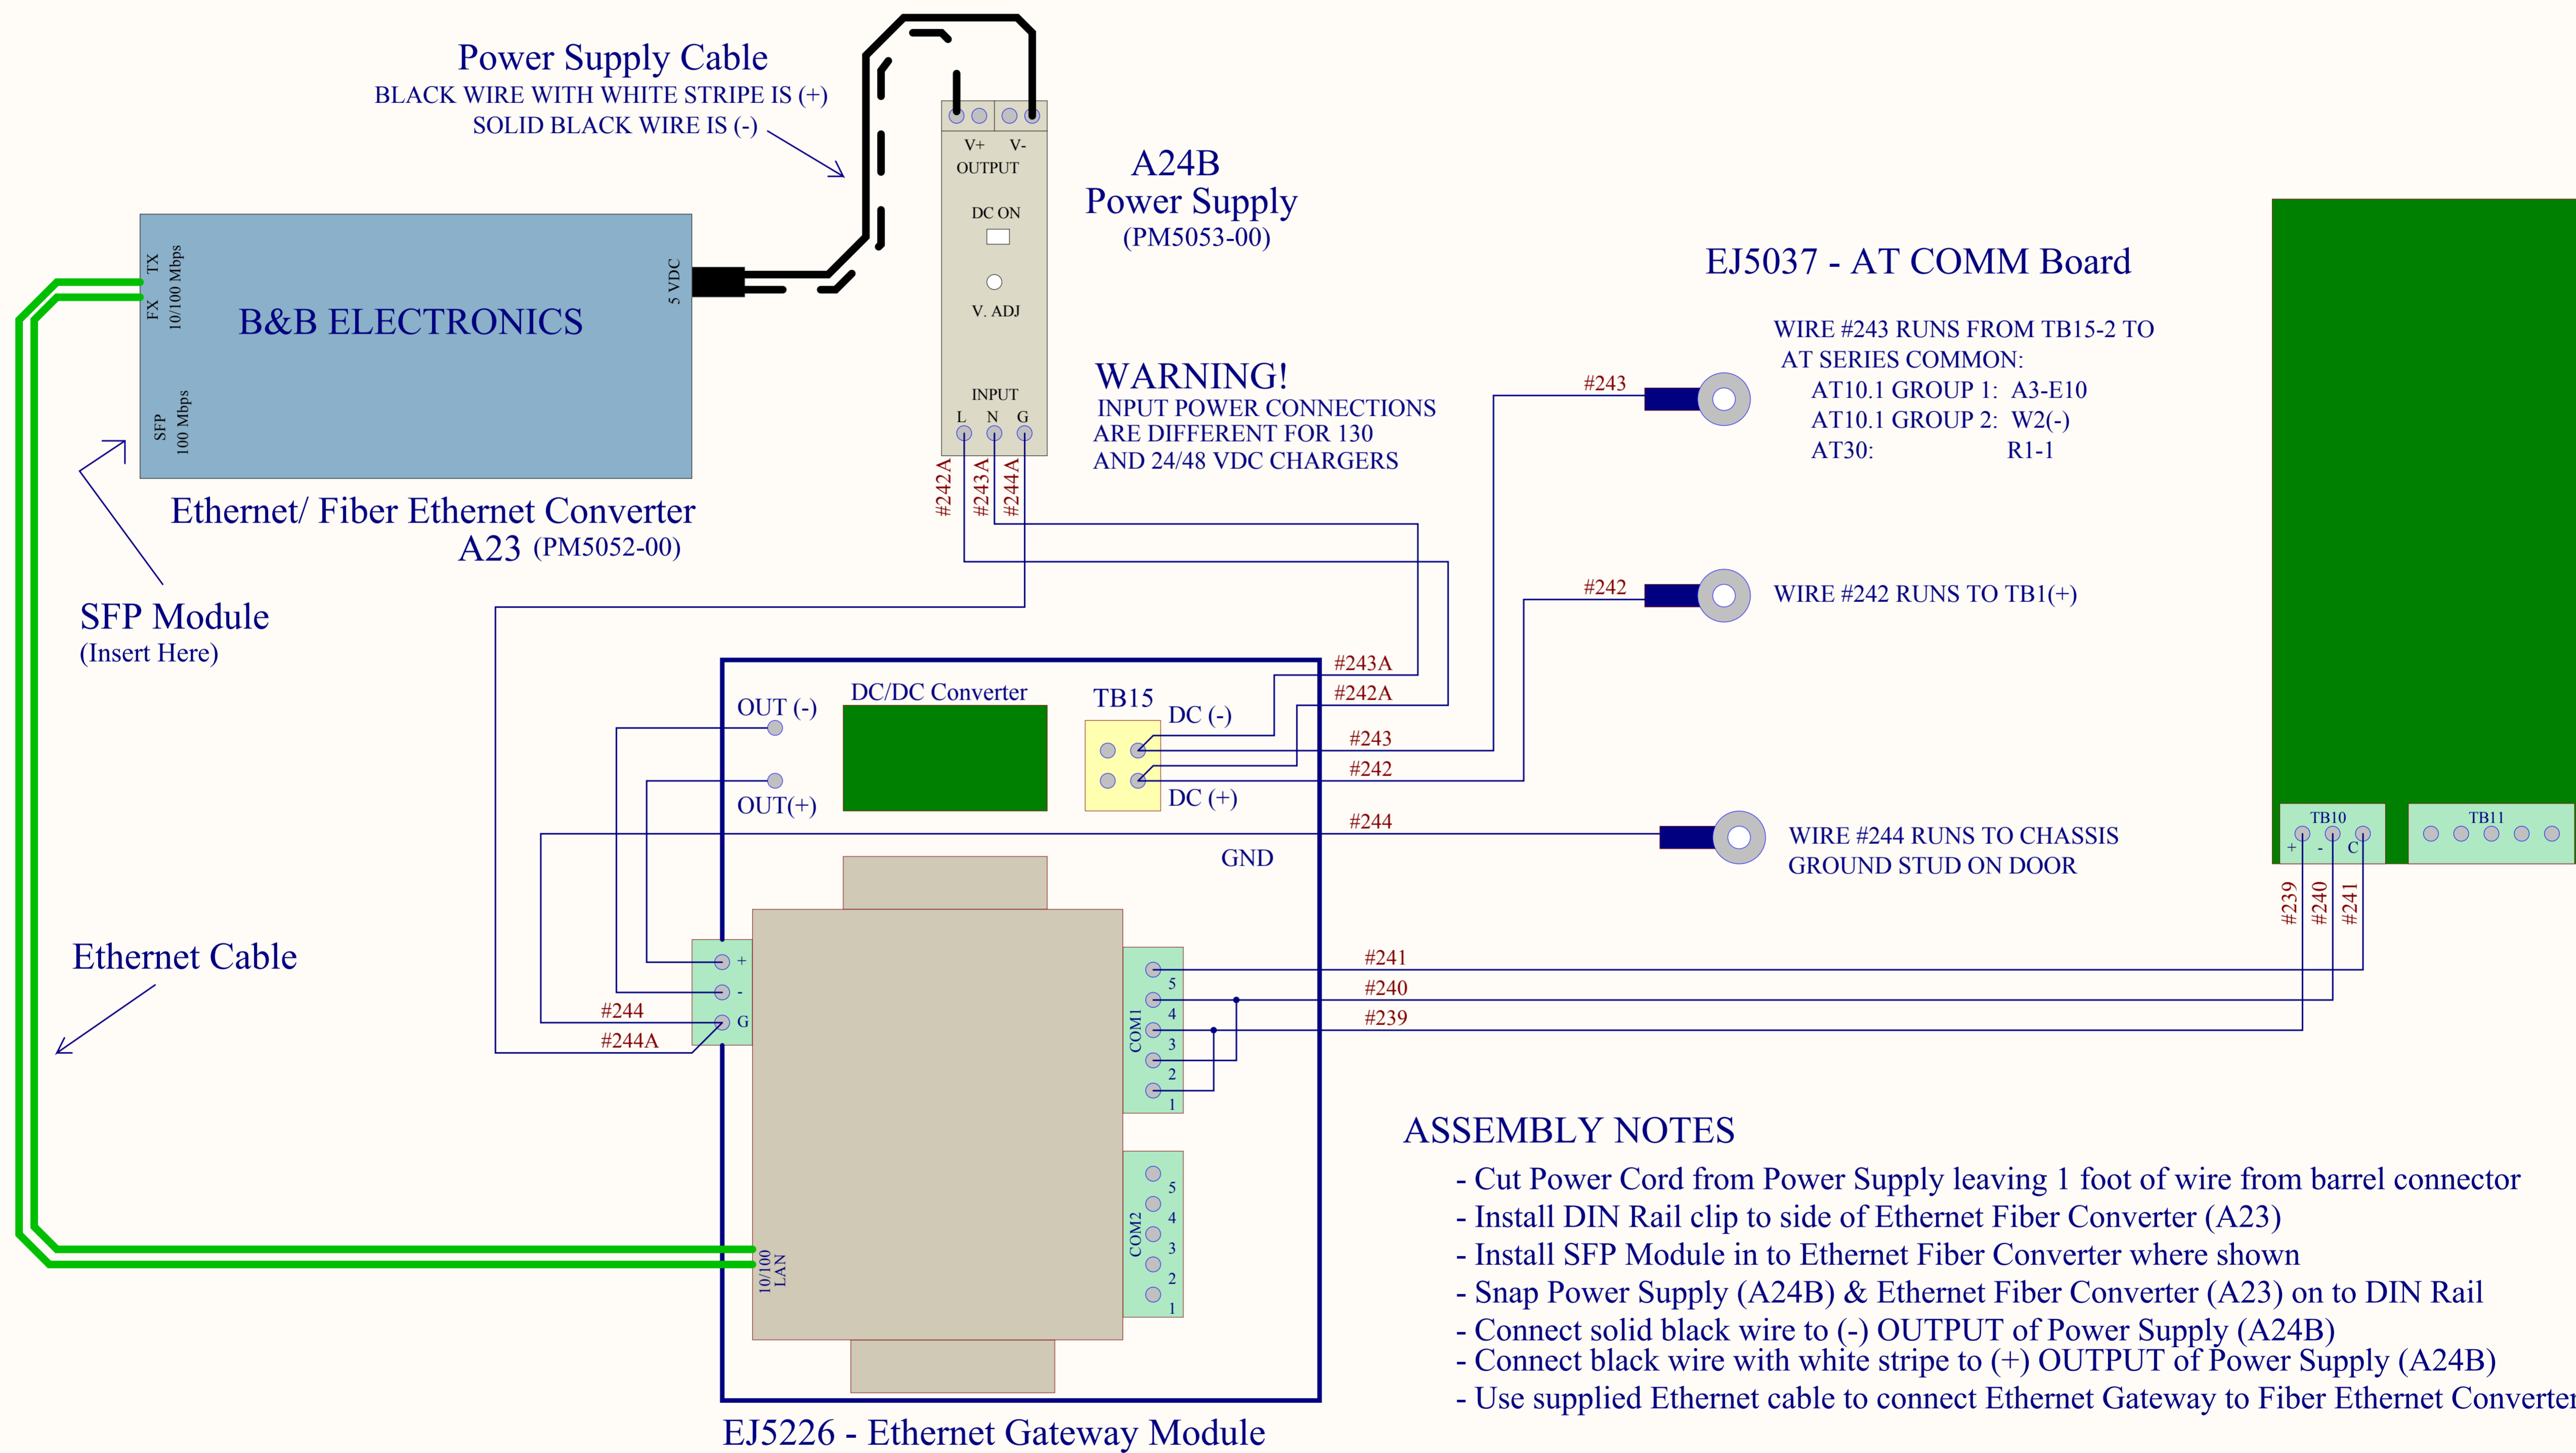 Power Supply Cable
BLACK WIRE WITH WHITE STRIPE IS (+)
SOLID BLACK WIRE IS (-)
V+ V-
OUTPUT
DC ON
V. ADJ
INPUT
L N G
#242A
#243A
#244A
A24B
Power Supply
(PM5053-00)
TX
FX
10/100 Mbps
SFP
100 Mbps
B&B ELECTRONICS
5 VDC
Ethernet/ Fiber Ethernet Converter
A23 (PM5052-00)
SFP Module
(Insert Here)
WARNING!
INPUT POWER CONNECTIONS
ARE DIFFERENT FOR 130
AND 24/48 VDC CHARGERS
EJ5037 - AT COMM Board
WIRE #243 RUNS FROM TB15-2 TO
AT SERIES COMMON:
AT10.1 GROUP 1: A3-E10
AT10.1 GROUP 2: W2(-)
AT30: R1-1
#243
#242
WIRE #242 RUNS TO TB1(+)
#243A
#242A
#243
#242
#244
WIRE #244 RUNS TO CHASSIS
GROUND STUD ON DOOR
OUT (-)
OUT(+)
DC/DC Converter
TB15
DC (-)
DC (+)
GND
TB10
+ - C
TB11
#239
#240
#241
Ethernet Cable
+
-
G
#244
#244A
COM1
5
4
3
2
1
#241
#240
#239
COM2
5
4
3
2
1
10/100
LAN
EJ5226 - Ethernet Gateway Module
ASSEMBLY NOTES
- Cut Power Cord from Power Supply leaving 1 foot of wire from barrel connector
- Install DIN Rail clip to side of Ethernet Fiber Converter (A23)
- Install SFP Module in to Ethernet Fiber Converter where shown
- Snap Power Supply (A24B) & Ethernet Fiber Converter (A23) on to DIN Rail
- Connect solid black wire to (-) OUTPUT of Power Supply (A24B)
- Connect black wire with white stripe to (+) OUTPUT of Power Supply (A24B)
- Use supplied Ethernet cable to connect Ethernet Gateway to Fiber Ethernet Converter